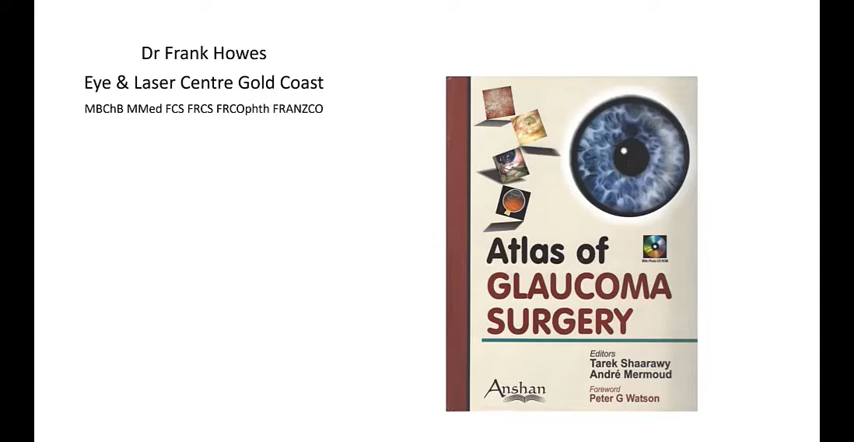 Dr Frank Howes
Eye & Laser Centre Gold Coast
MBChB MMed FCS FRCS FRCOphth FRANZCO
Atlas of
GLAUCOMA
SURGERY
Editors
Tarek Shaarawy
André Mermoud
Foreword
Peter G Watson
Anshan